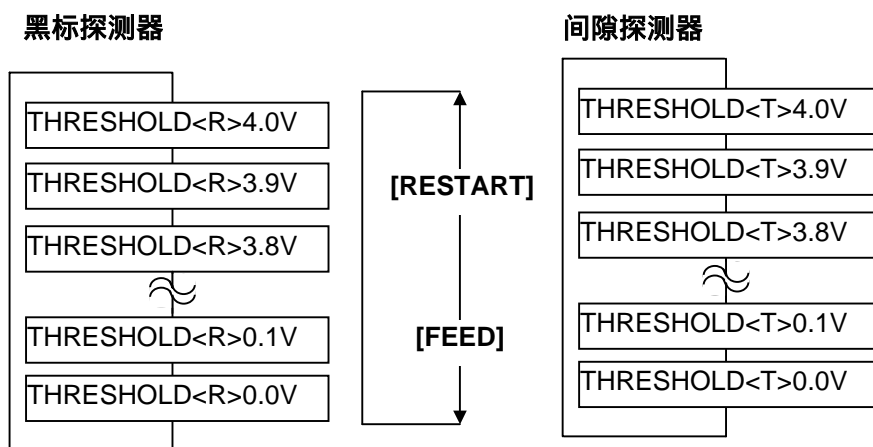 黑标探测器
THRESHOLD<R>4.0V
THRESHOLD<R>3.9V
THRESHOLD<R>3.8V
THRESHOLD<R>0.1V
THRESHOLD<R>0.0V
[RESTART]
[FEED]
间隙探测器
THRESHOLD<T>4.0V
THRESHOLD<T>3.9V
THRESHOLD<T>3.8V
THRESHOLD<T>0.1V
THRESHOLD<T>0.0V